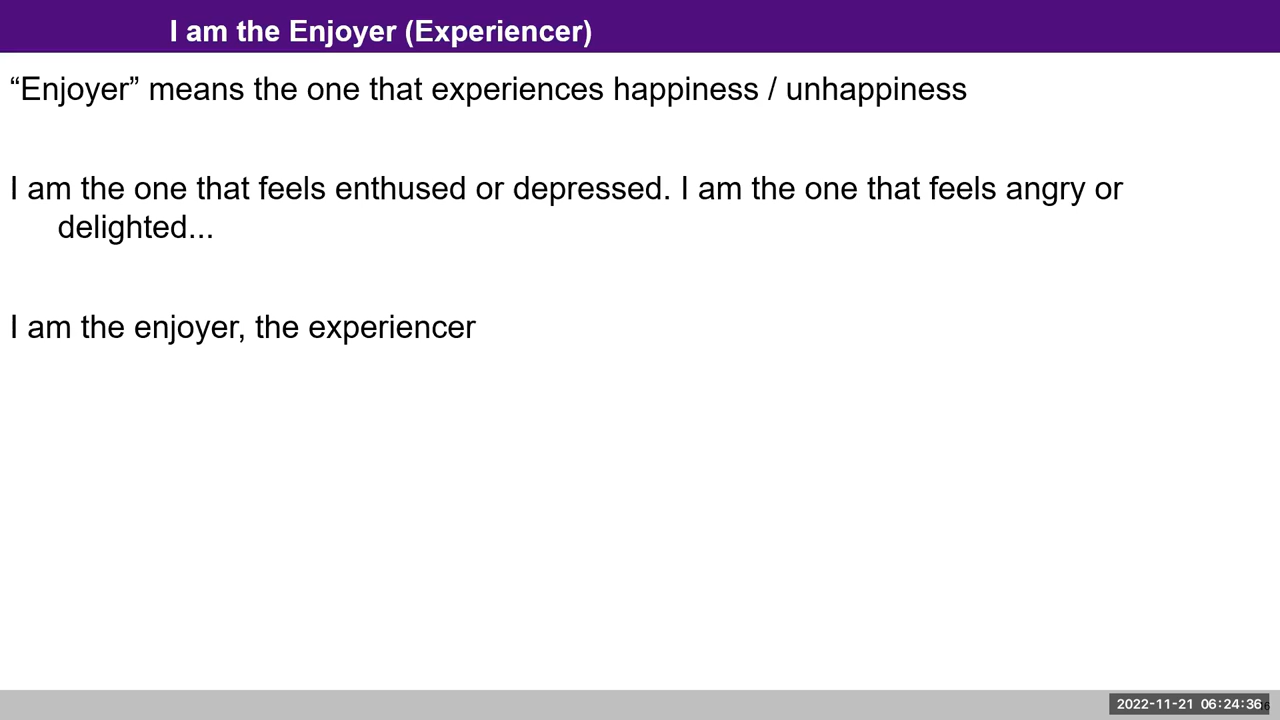 I am the Enjoyer (Experiencer)
“Enjoyer” means the one that experiences happiness / unhappiness
I am the one that feels enthused or depressed. I am the one that feels angry or
delighted...
I am the enjoyer, the experiencer
2022-11-21 06:24:36